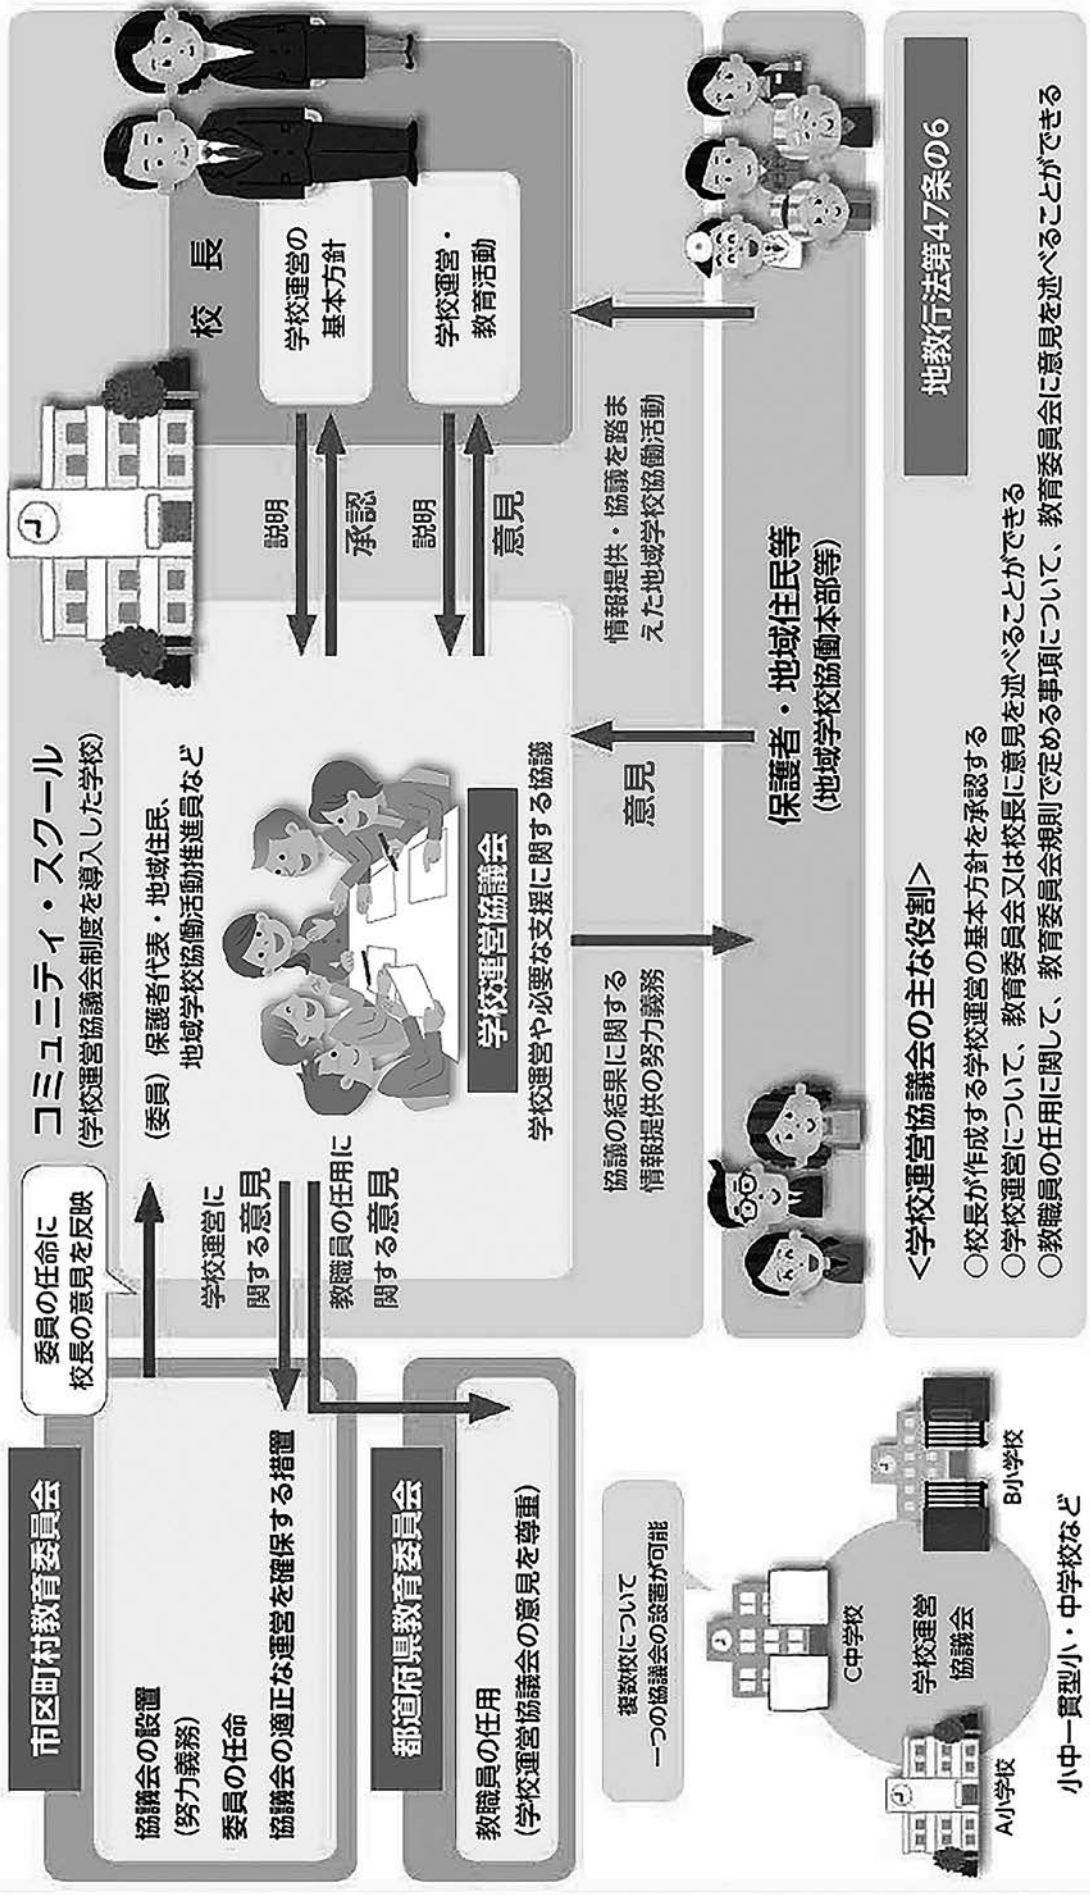 市区町村教育委員会
協議会の設置
(努力義務)
委員の任命
協議会の適正な運営を確保する措置
都道府県教育委員会
教職員の任用
(学校運営協議会の意見を尊重)
委員の任命に
校長の意見を反映
コミュニティ・スクール
(学校運営協議会制度を導入した学校)
(委員) 保護者代表・地域住民、
地域学校協働活動推進員など
学校運営協議会
学校運営や必要な支援に関する協議
学校運営に
関する意見
教職員の任用に
関する意見
説明
承認
説明
意見
校長
学校運営の
基本方針
学校運営・
教育活動
協議の結果に関する
情報提供の努力義務
意見
情報提供・協議を踏ま
えた地域学校協働活動
保護者・地域住民等
(地域学校協働本部等)
複数校について
一つの協議会の設置が可能
C中学校
学校運営
協議会
A小学校
B小学校
小中一貫型小・中学校など
<学校運営協議会の主な役割>
地教行法第47条の6
○校長が作成する学校運営の基本方針を承認する
○学校運営について、教育委員会又は校長に意見を述べることができる
○教職員の任用に関して、教育委員会規則で定める事項について、教育委員会に意見を述べることができる